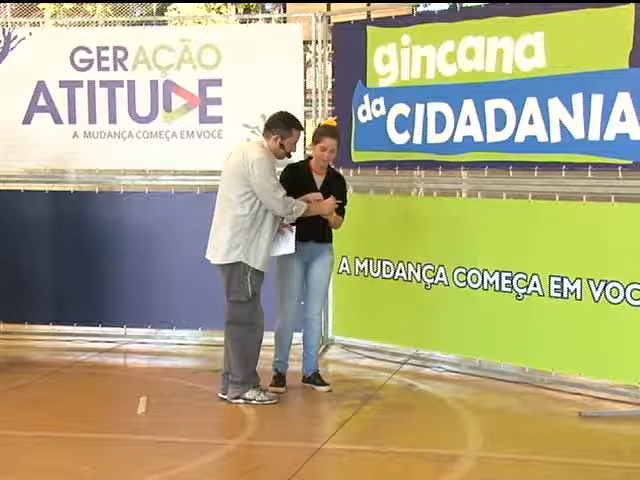 GERAÇÃO
ATITUDE
A MUDANÇA COMEÇA EM VOCÊ
gincana
da CIDADANIA
A MUDANÇA COMEÇA EM VOC